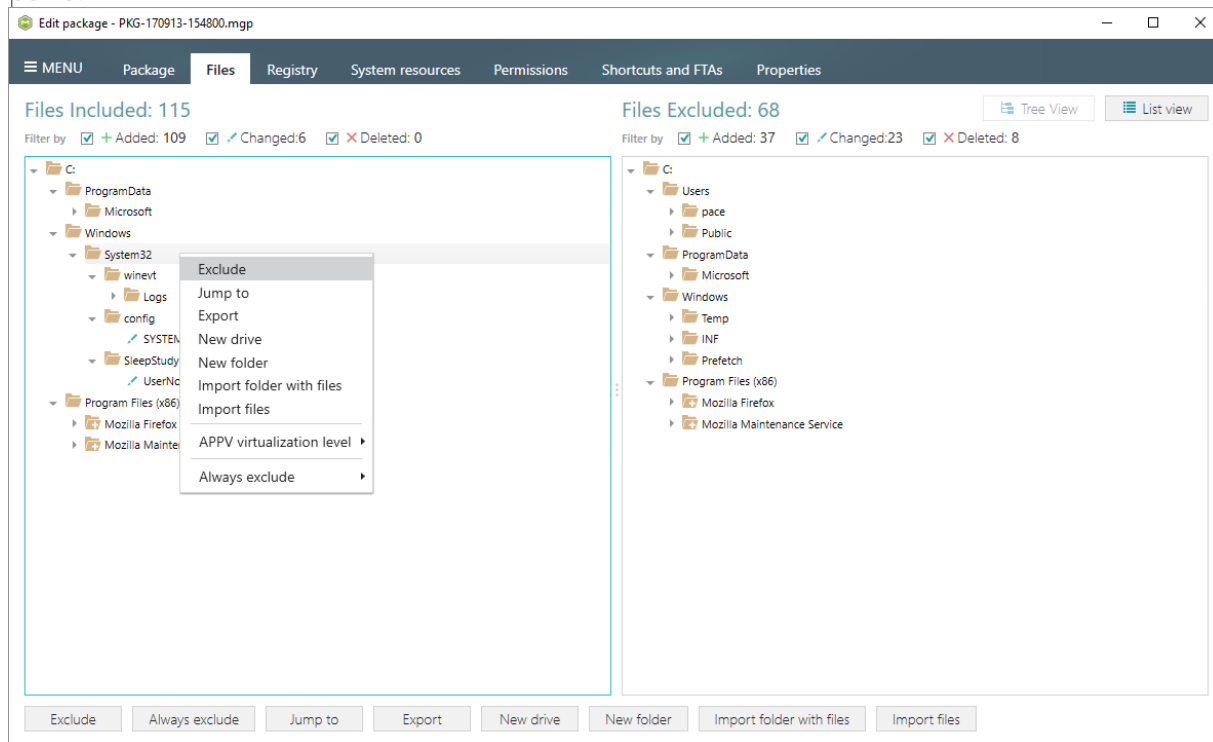 Edit package - PKG-170913-154800.mgp
MENU Package Files Registry System resources Permissions Shortcuts and FTAs Properties
Files Included: 115
Filter by Added: 109 Changed:6 Deleted: 0
C:
ProgramData
Microsoft
Windows
System32
winevt
Logs
config
SleepStudy
Program Files (x86)
Mozilla Firefox
Mozilla
Exclude
Jump to
Export
New drive
New folder
Import folder with files
Import files
APPV virtualization level
Always exclude
Files Excluded: 68
Tree View List view
Filter by Added: 37 Changed:23 Deleted: 8
C:
Users
pace
Public
ProgramData
Microsoft
Windows
Temp
INF
Prefetch
Program Files (x86)
Mozilla Firefox
Mozilla Maintenance Service
Exclude Always exclude Jump to Export New drive New folder Import folder with files Import files